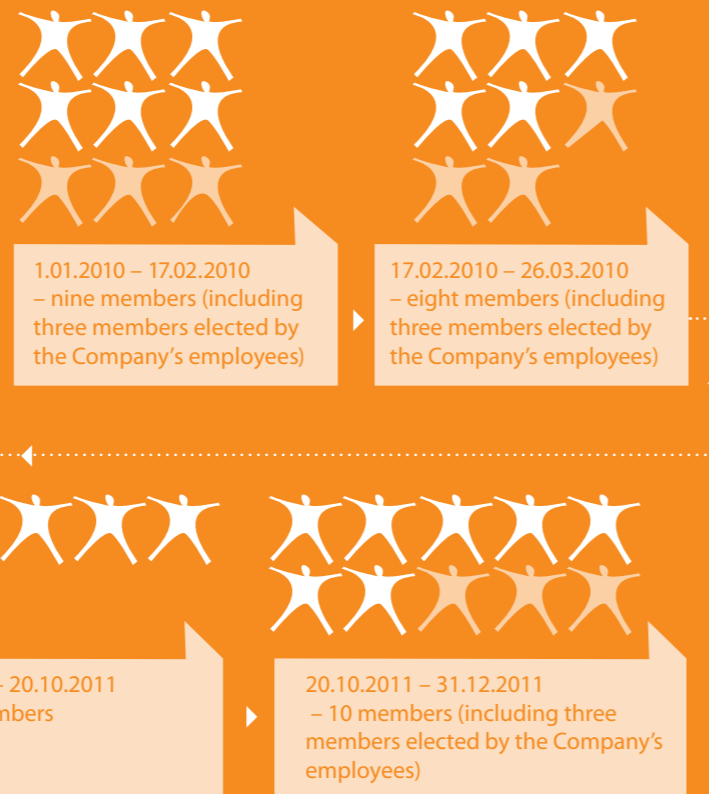 1.01.2010 – 17.02.2010
– nine members (including
three members elected by
the Company’s employees)
17.02.2010 – 26.03.2010
– eight members (including
three members elected by
the Company’s employees)
– 20.10.2011
20.10.2011 – 31.12.2011
– 10 members (including three
members elected by the Company’s
employees)